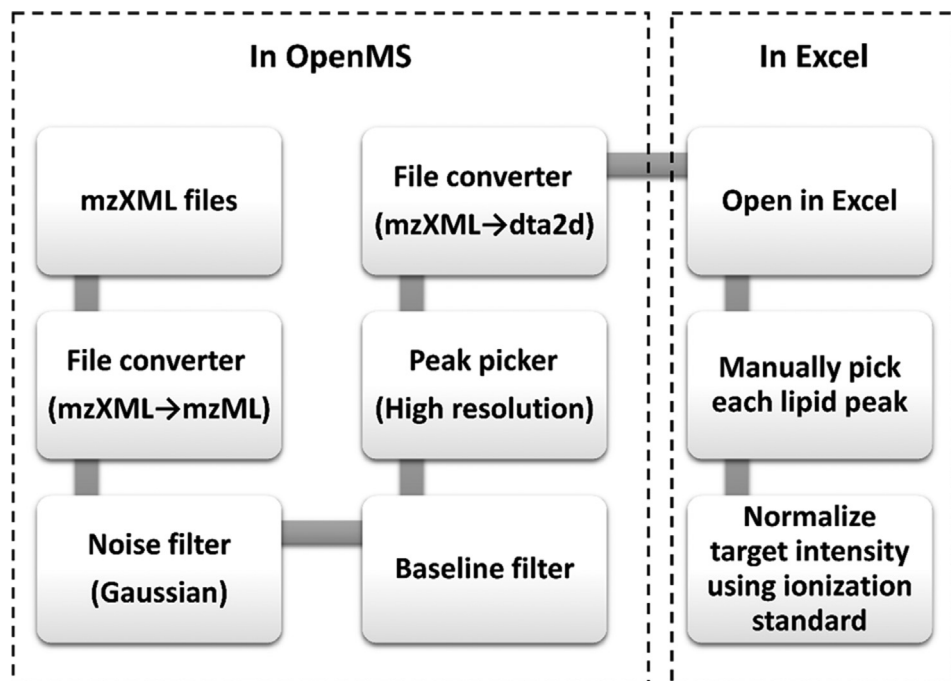 In OpenMS
mzXML files
File converter
(mzXML→mzML)
Noise filter
(Gaussian)
Baseline filter
Peak picker
(High resolution)
File converter
(mzXML→dta2d)
In Excel
Open in Excel
Manually pick
each lipid peak
Normalize
target intensity
using ionization
standard